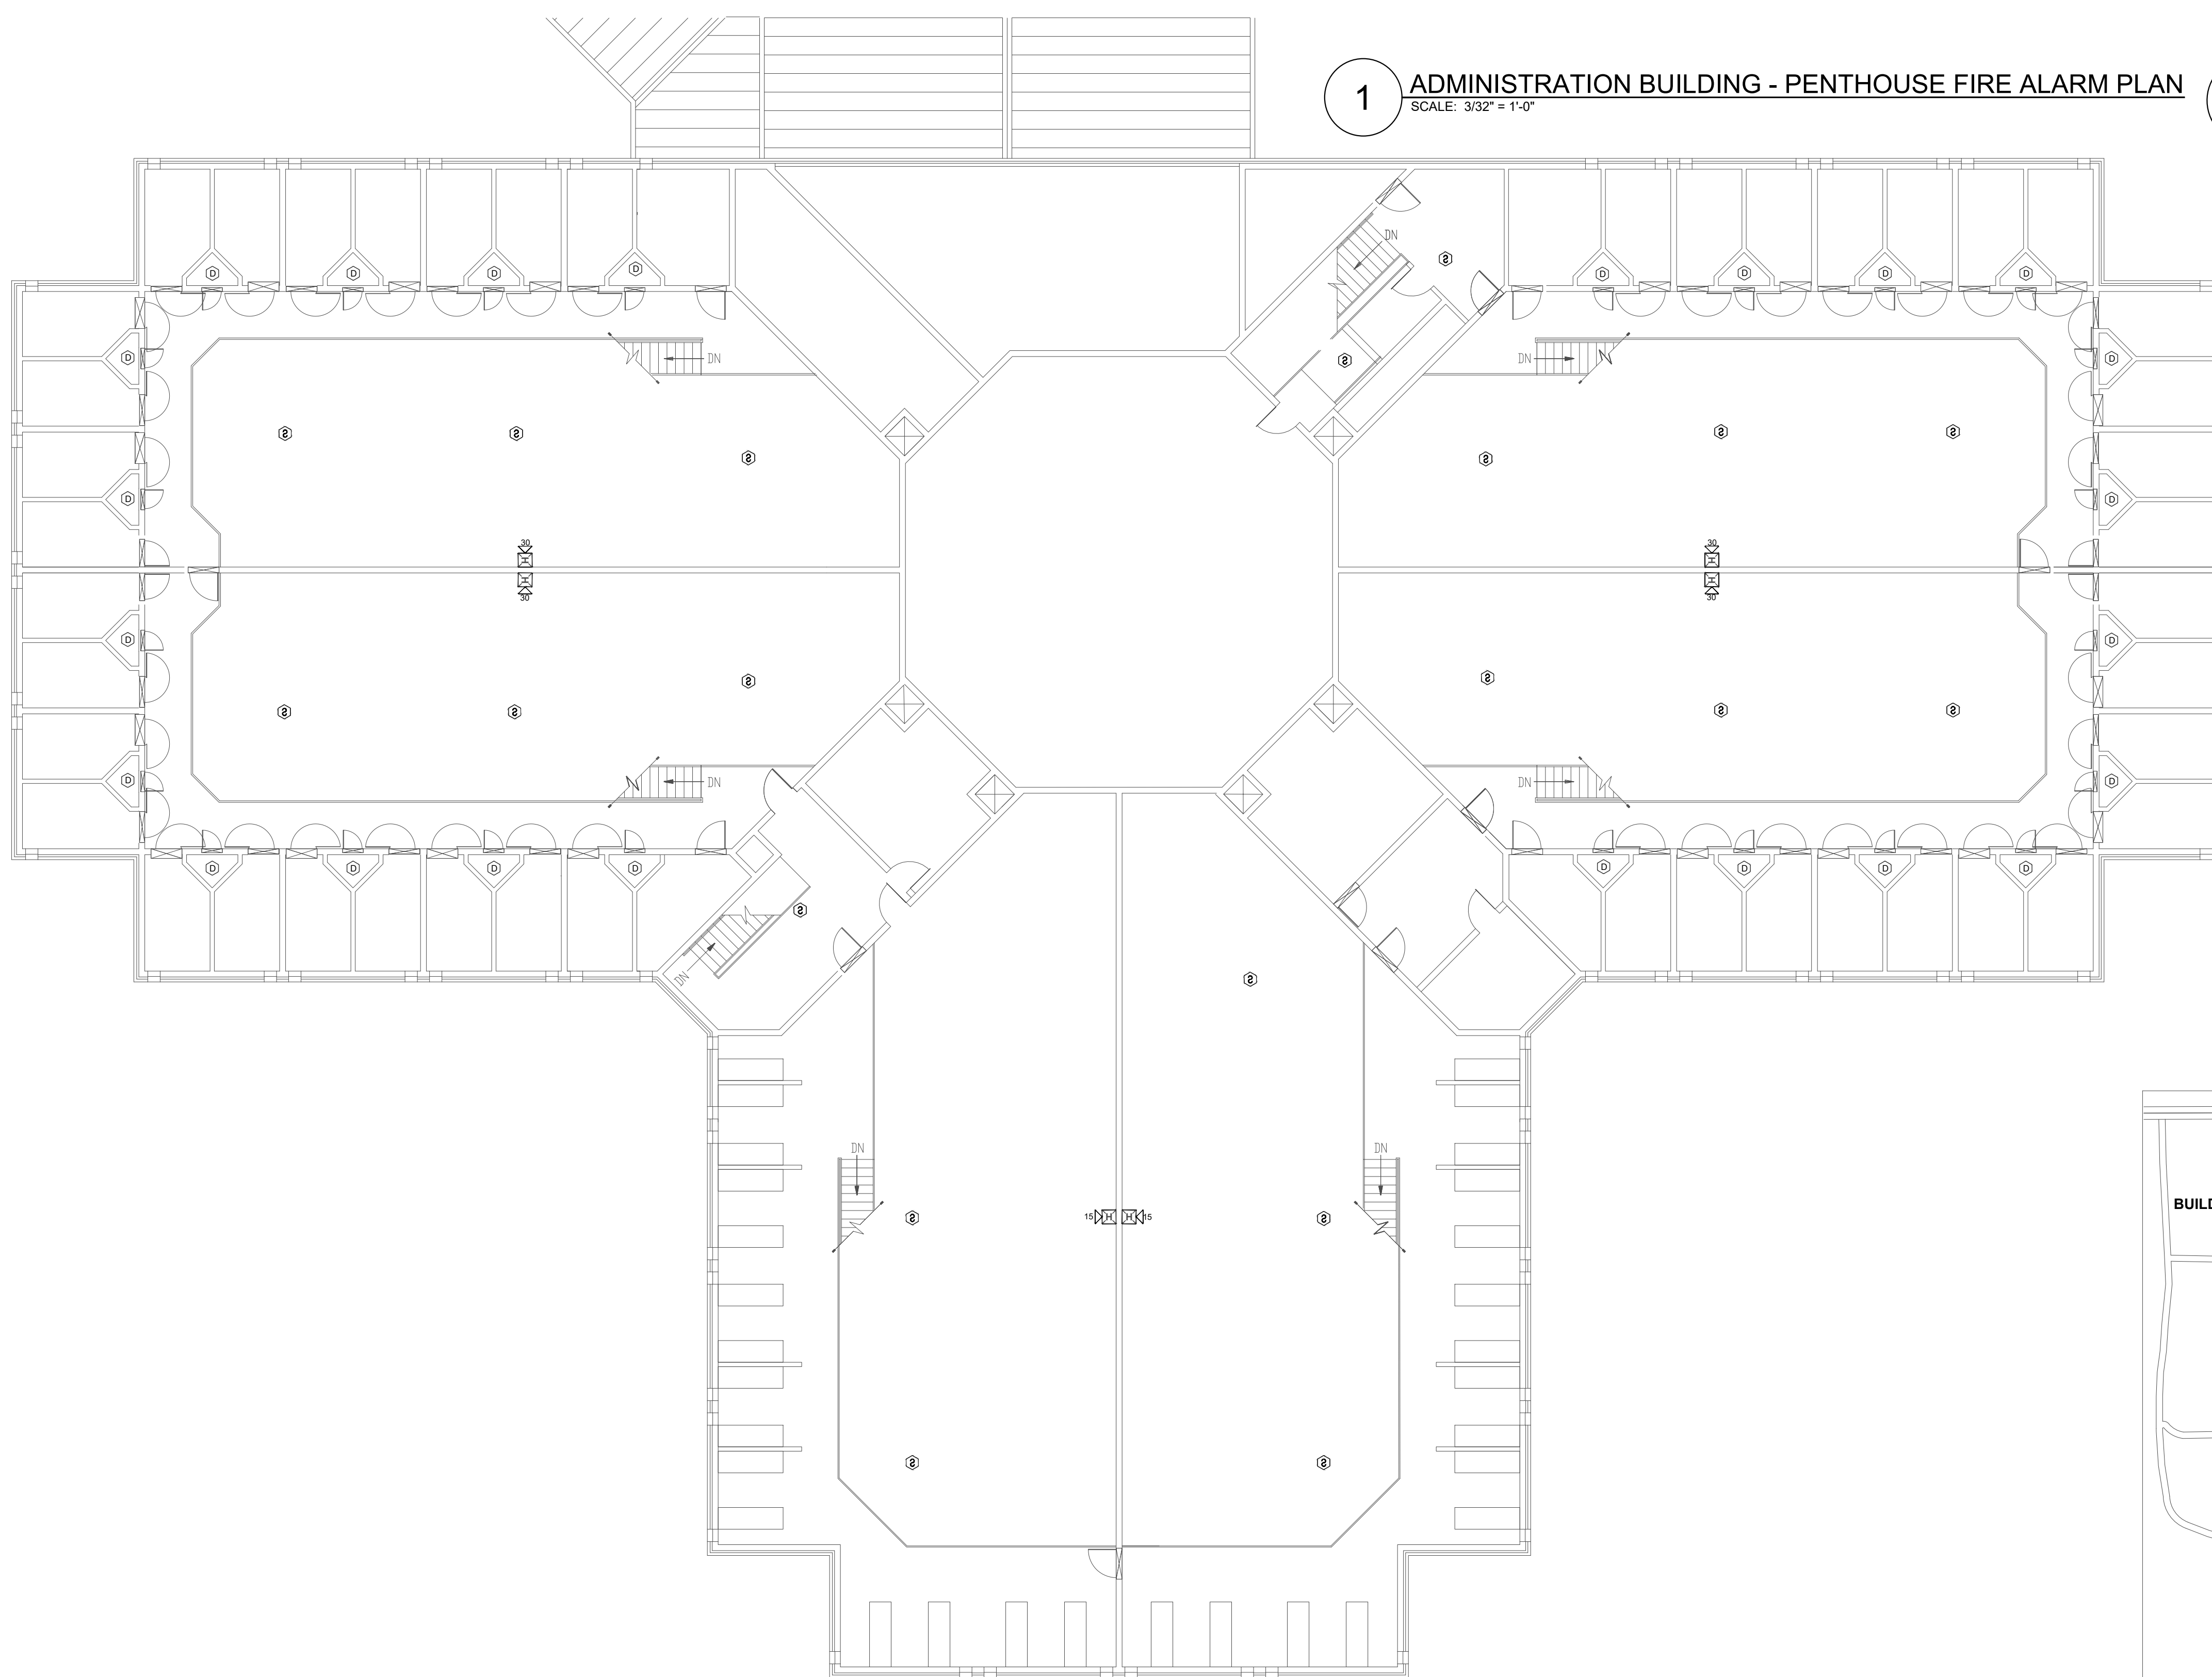 1 ADMINISTRATION BUILDING - PENTHOUSE FIRE ALARM PLAN
SCALE: 3/32" = 1'-0"
DN
S
D D D D D D D D
D DN S DN D
S S S S
S S
D D
30 30
H H
H H
30 30
D D
S S
S S S S
D DN DN D
D D D D D D D D
S
DN S
DN DN
BUILD
S 15 H H 15 S
S S